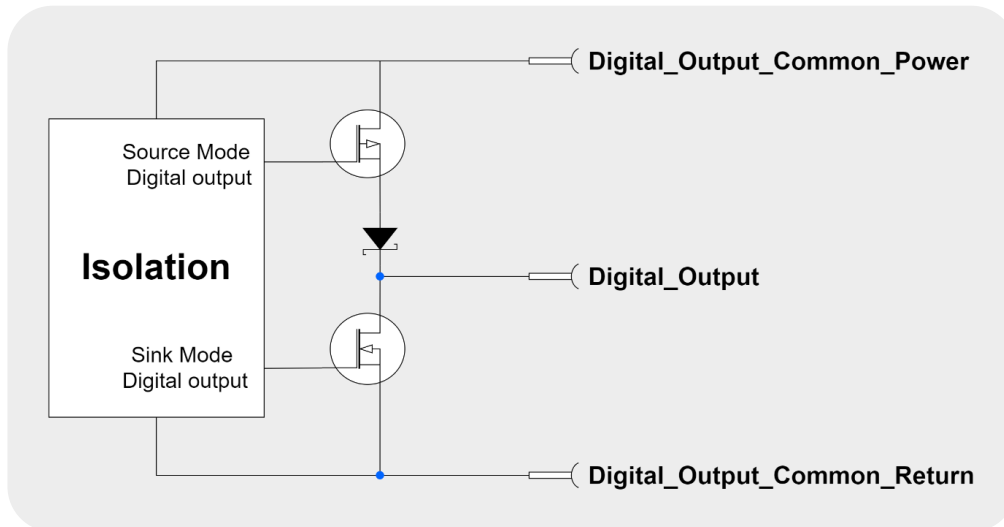 Digital_Output_Common_Power
Source Mode
Digital output
Isolation
Digital_Output
Sink Mode
Digital output
Digital_Output_Common_Return